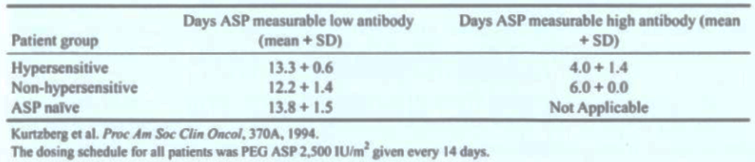 Patient group Days ASP measurable low antibody (mean + SD) Days ASP measurable high antibody (mean + SD)
Hypersensitive 13.3 + 0.6 4.0 + 1.4
Non-hypersensitive 12.2 + 1.4 6.0 + 0.0
ASP naïve 13.8 + 1.5 Not Applicable
Kurtzberg et al. Proc Am Soc Clin Oncol, 370A, 1994.
The dosing schedule for all patients was PEG ASP 2,500 IU/m² given every 14 days.